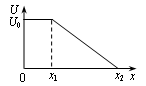 U
U₀
0 x₁ x₂ x